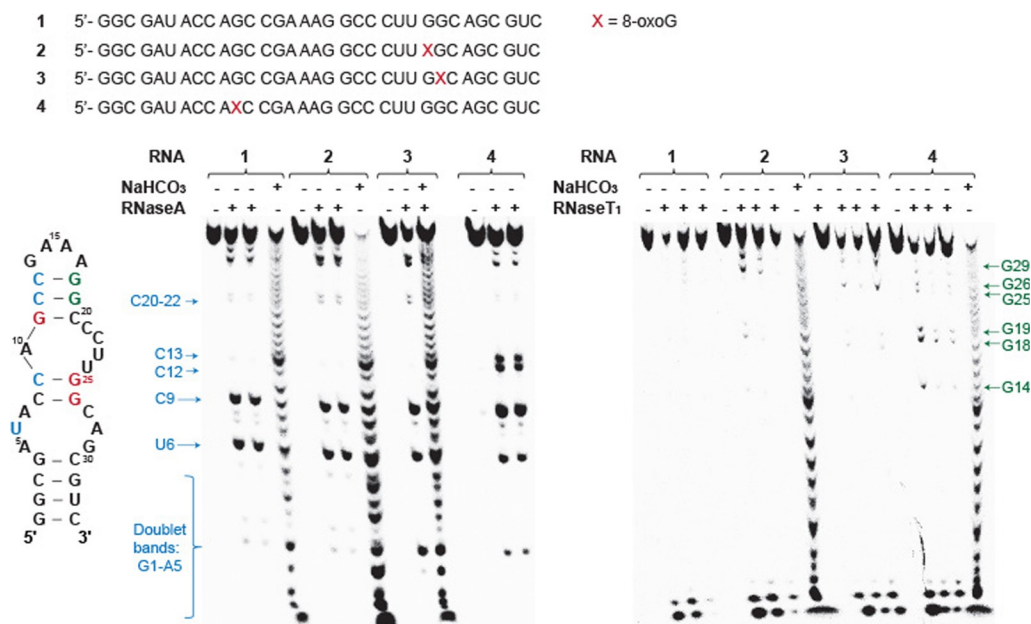 1 5'- GGC GAU ACC AGC CGA AAG GCC CUU GGC AGC GUC X = 8-oxoG
2 5'- GGC GAU ACC AGC CGA AAG GCC CUU XGC AGC GUC
3 5'- GGC GAU ACC AGC CGA AAG GCC CUU GXC AGC GUC
4 5'- GGC GAU ACC AXC CGA AAG GCC CUU GGC AGC GUC
RNA 1 2 3 4
NaHCO₃ - - - + - - - + - - + - - -
RNaseA - + + - + + - + + - + +
C20-22
C13
C12
C9
U6
Doublet
bands:
G1-A5
A 15 A
G A
C – G
C – G
G – C 20
10 A C
C
U
U
C – G 25
C – G
A C
U A
5 A G
G – C 30
C – G
G – U
G – C
5' 3'
RNA 1 2 3 4
NaHCO₃ - - - - - - - - + - - - - - - - - +
RNaseT₁ - + + + - + + + + + + + - + + +
G29
G26
G25
G19
G18
G14